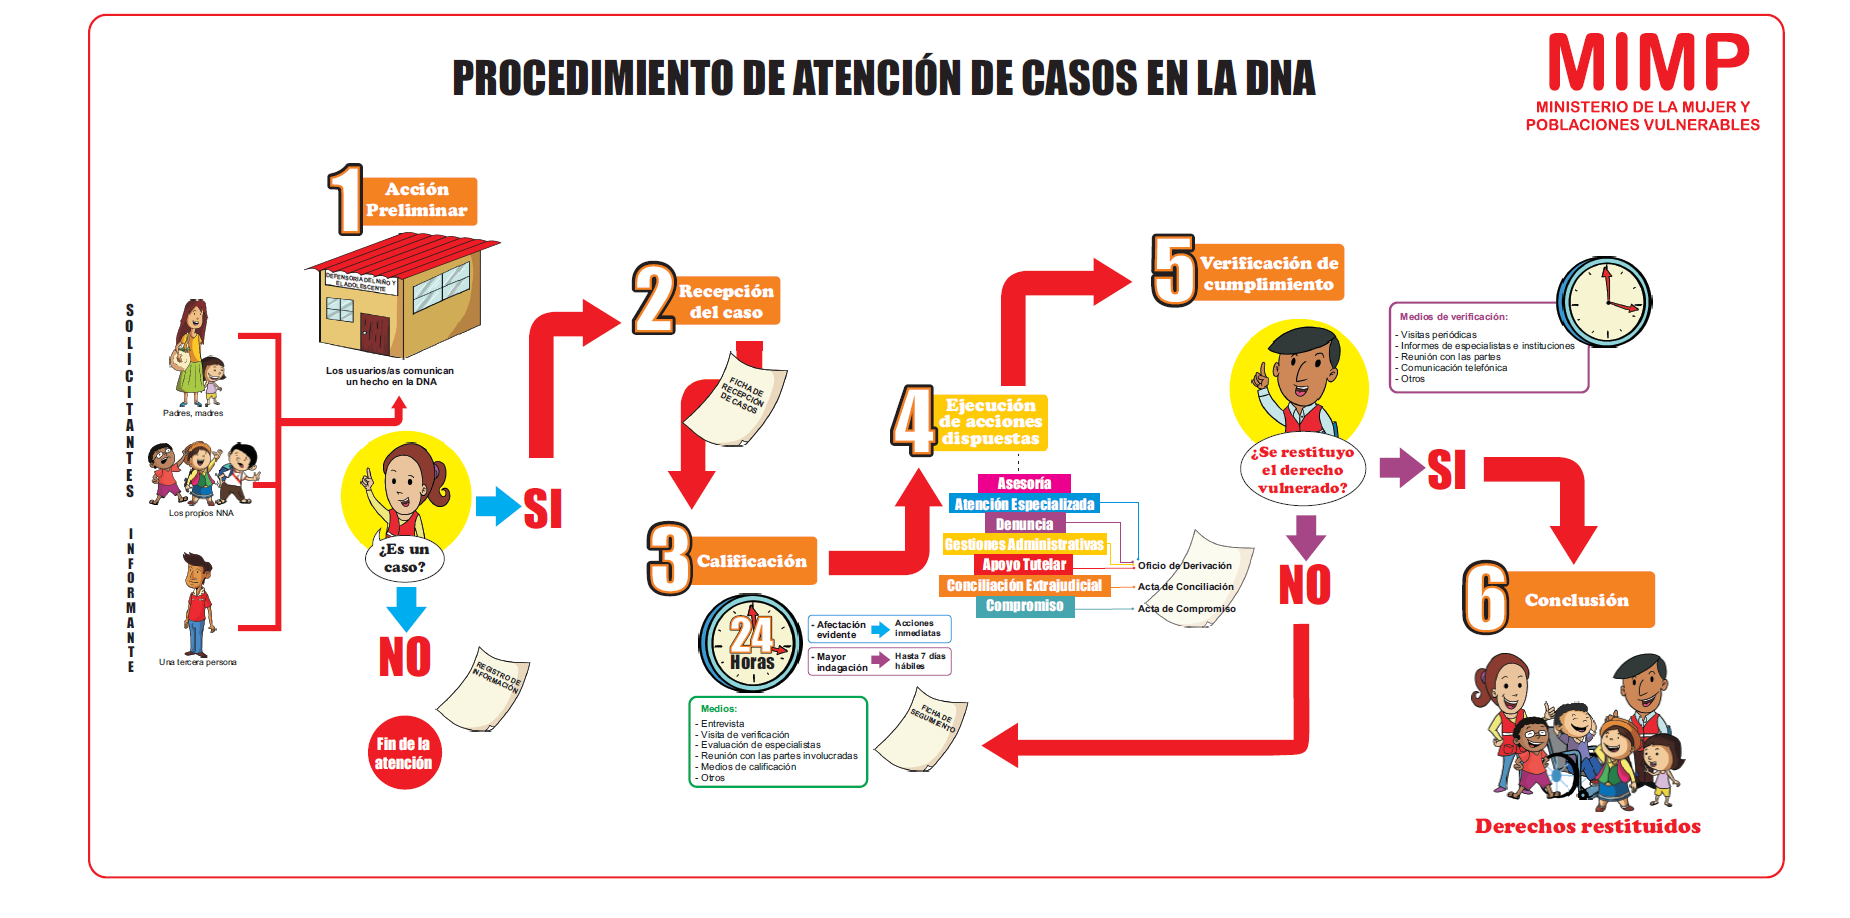 PROCEDIMIENTO DE ATENCIÓN DE CASOS EN LA DNA
MIMP
MINISTERIO DE LA MUJER Y
POBLACIONES VULNERABLES
SOLICITANTES
INFORMANTE
Padres, madres
Los propios NNA
Una tercera persona
1
Acción
Preliminar
DEFENSORIA DEL NIÑO Y
EL ADOLESCENTE
Los usuarios/as comunican
un hecho en la DNA
¿Es un
caso?
SI
NO
REGISTRO DE
INFORMACIÓN
Fin de la
atención
2
Recepción
del caso
FICHA DE
RECEPCIÓN
DE CASOS
3
Calificación
24
Horas
- Afectación
evidente
Acciones
inmediatas
- Mayor
indagación
Hasta 7 días
hábiles
Medios:
- Entrevista
- Visita de verificación
- Evaluación de especialistas
- Reunión con las partes involucradas
- Medios de calificación
- Otros
FICHA DE
SEGUIMIENTO
4
Ejecución
de acciones
dispuestas
Asesoría
Atención Especializada
Denuncia
Gestiones Administrativas
Apoyo Tutelar
Conciliación Extrajudicial
Compromiso
Oficio de Derivación
Acta de Conciliación
Acta de Compromiso
5
Verificación de
cumplimiento
Medios de verificación:
- Visitas periódicas
- Informes de especialistas e instituciones
- Reunión con las partes
- Comunicación telefónica
- Otros
¿Se restituyo
el derecho
vulnerado?
SI
NO
6
Conclusión
Derechos restituidos